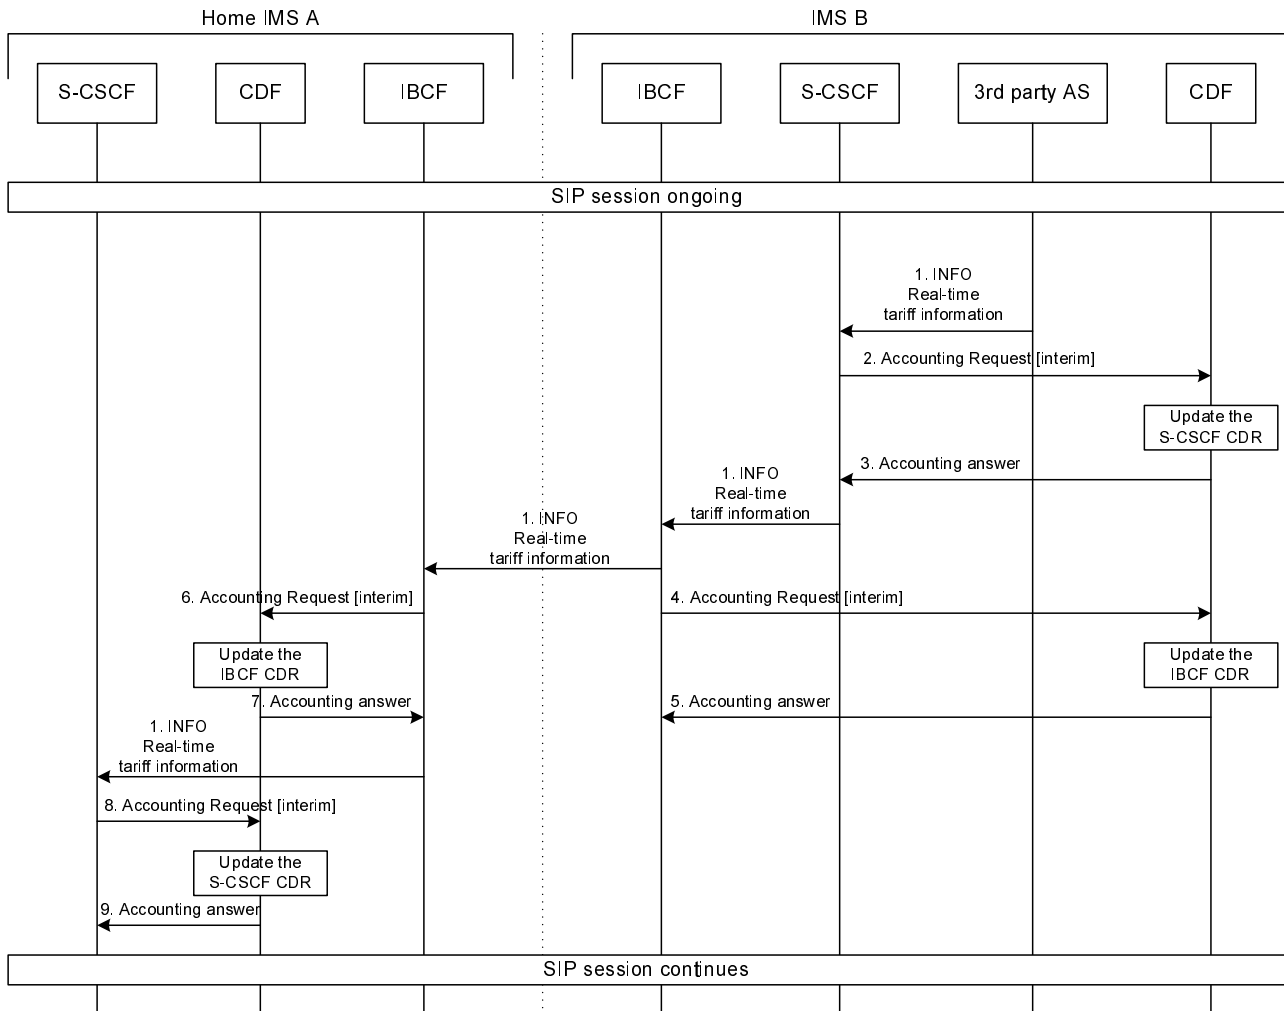 Home IMS A
IMS B
S-CSCF
CDF
IBCF
IBCF
S-CSCF
3rd party AS
CDF
SIP session ongoing
1. INFO
Real-time
tariff information
2. Accounting Request [interim]
Update the
S-CSCF CDR
3. Accounting answer
1. INFO
Real-time
tariff information
1. INFO
Real-time
tariff information
6. Accounting Request [interim]
4. Accounting Request [interim]
Update the
IBCF CDR
Update the
IBCF CDR
7. Accounting answer
5. Accounting answer
1. INFO
Real-time
tariff information
8. Accounting Request [interim]
Update the
S-CSCF CDR
9. Accounting answer
SIP session continues